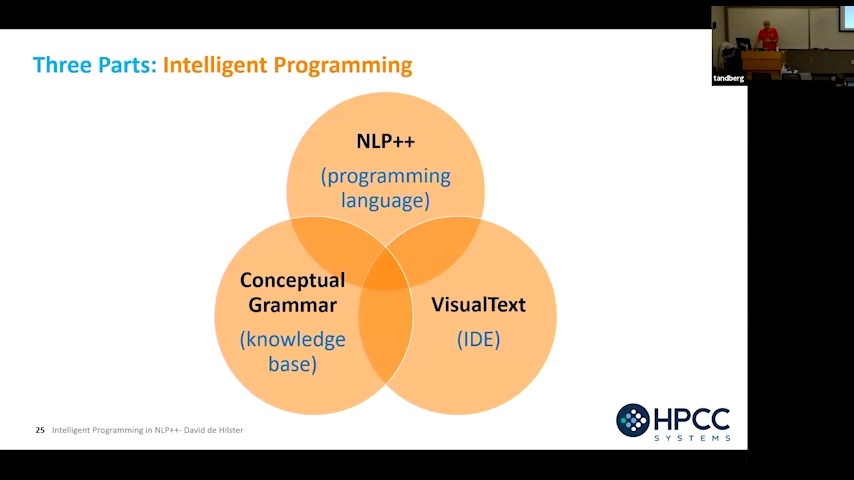 tandberg
Three Parts: Intelligent Programming
NLP++
(programming
language)
Conceptual
Grammar
(knowledge
base)
VisualText
(IDE)
25 Intelligent Programming in NLP++- David de Hilster
HPCC
SYSTEMS